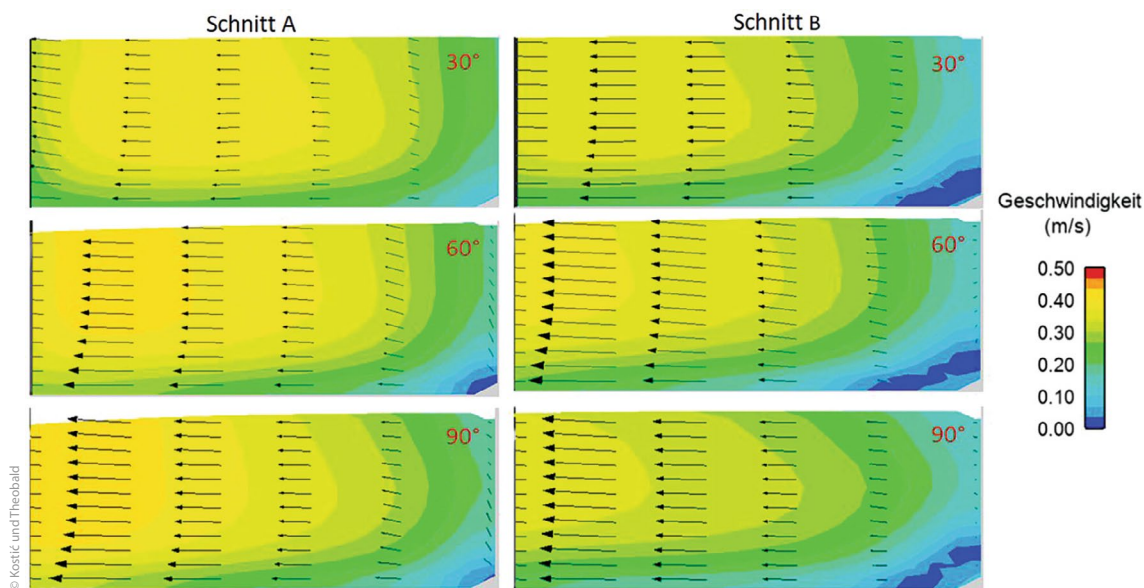 Schnitt A
Schnitt B
30°
30°
60°
60°
90°
90°
Geschwindigkeit
(m/s)
0.50
0.40
0.30
0.20
0.10
0.00
© Kostić und Theobald